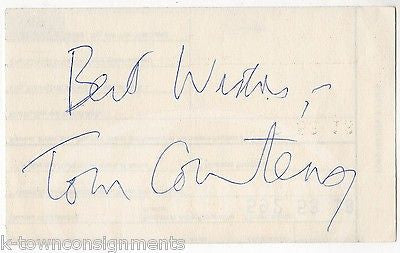 Best Wishes,
Tom Courtenay
k-townconsignments